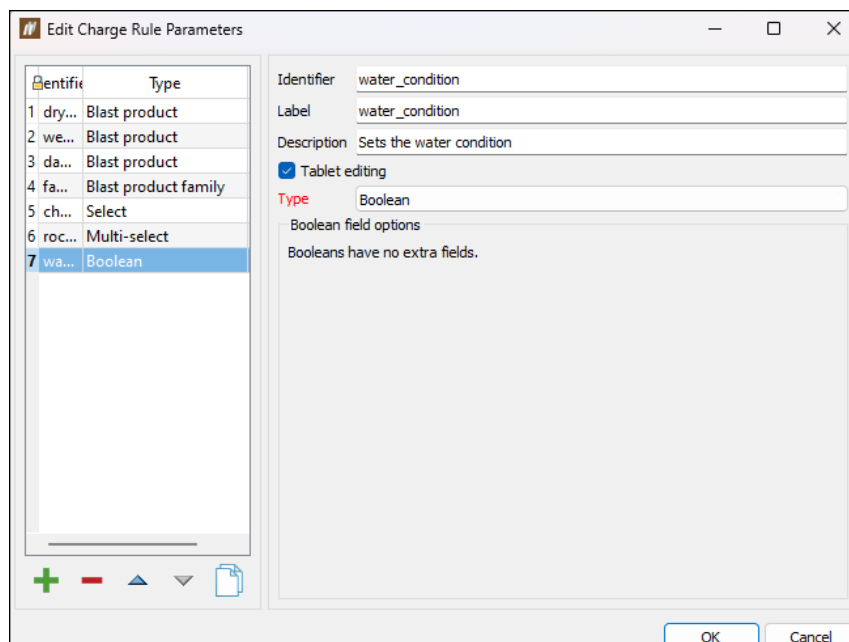 Edit Charge Rule Parameters
entifie Type
1 dry... Blast product
2 we... Blast product
3 da... Blast product
4 fa... Blast product family
5 ch... Select
6 roc... Multi-select
7 wa... Boolean
Identifier water_condition
Label water_condition
Description Sets the water condition
Tablet editing
Type Boolean
Boolean field options
Booleans have no extra fields.
OK Cancel